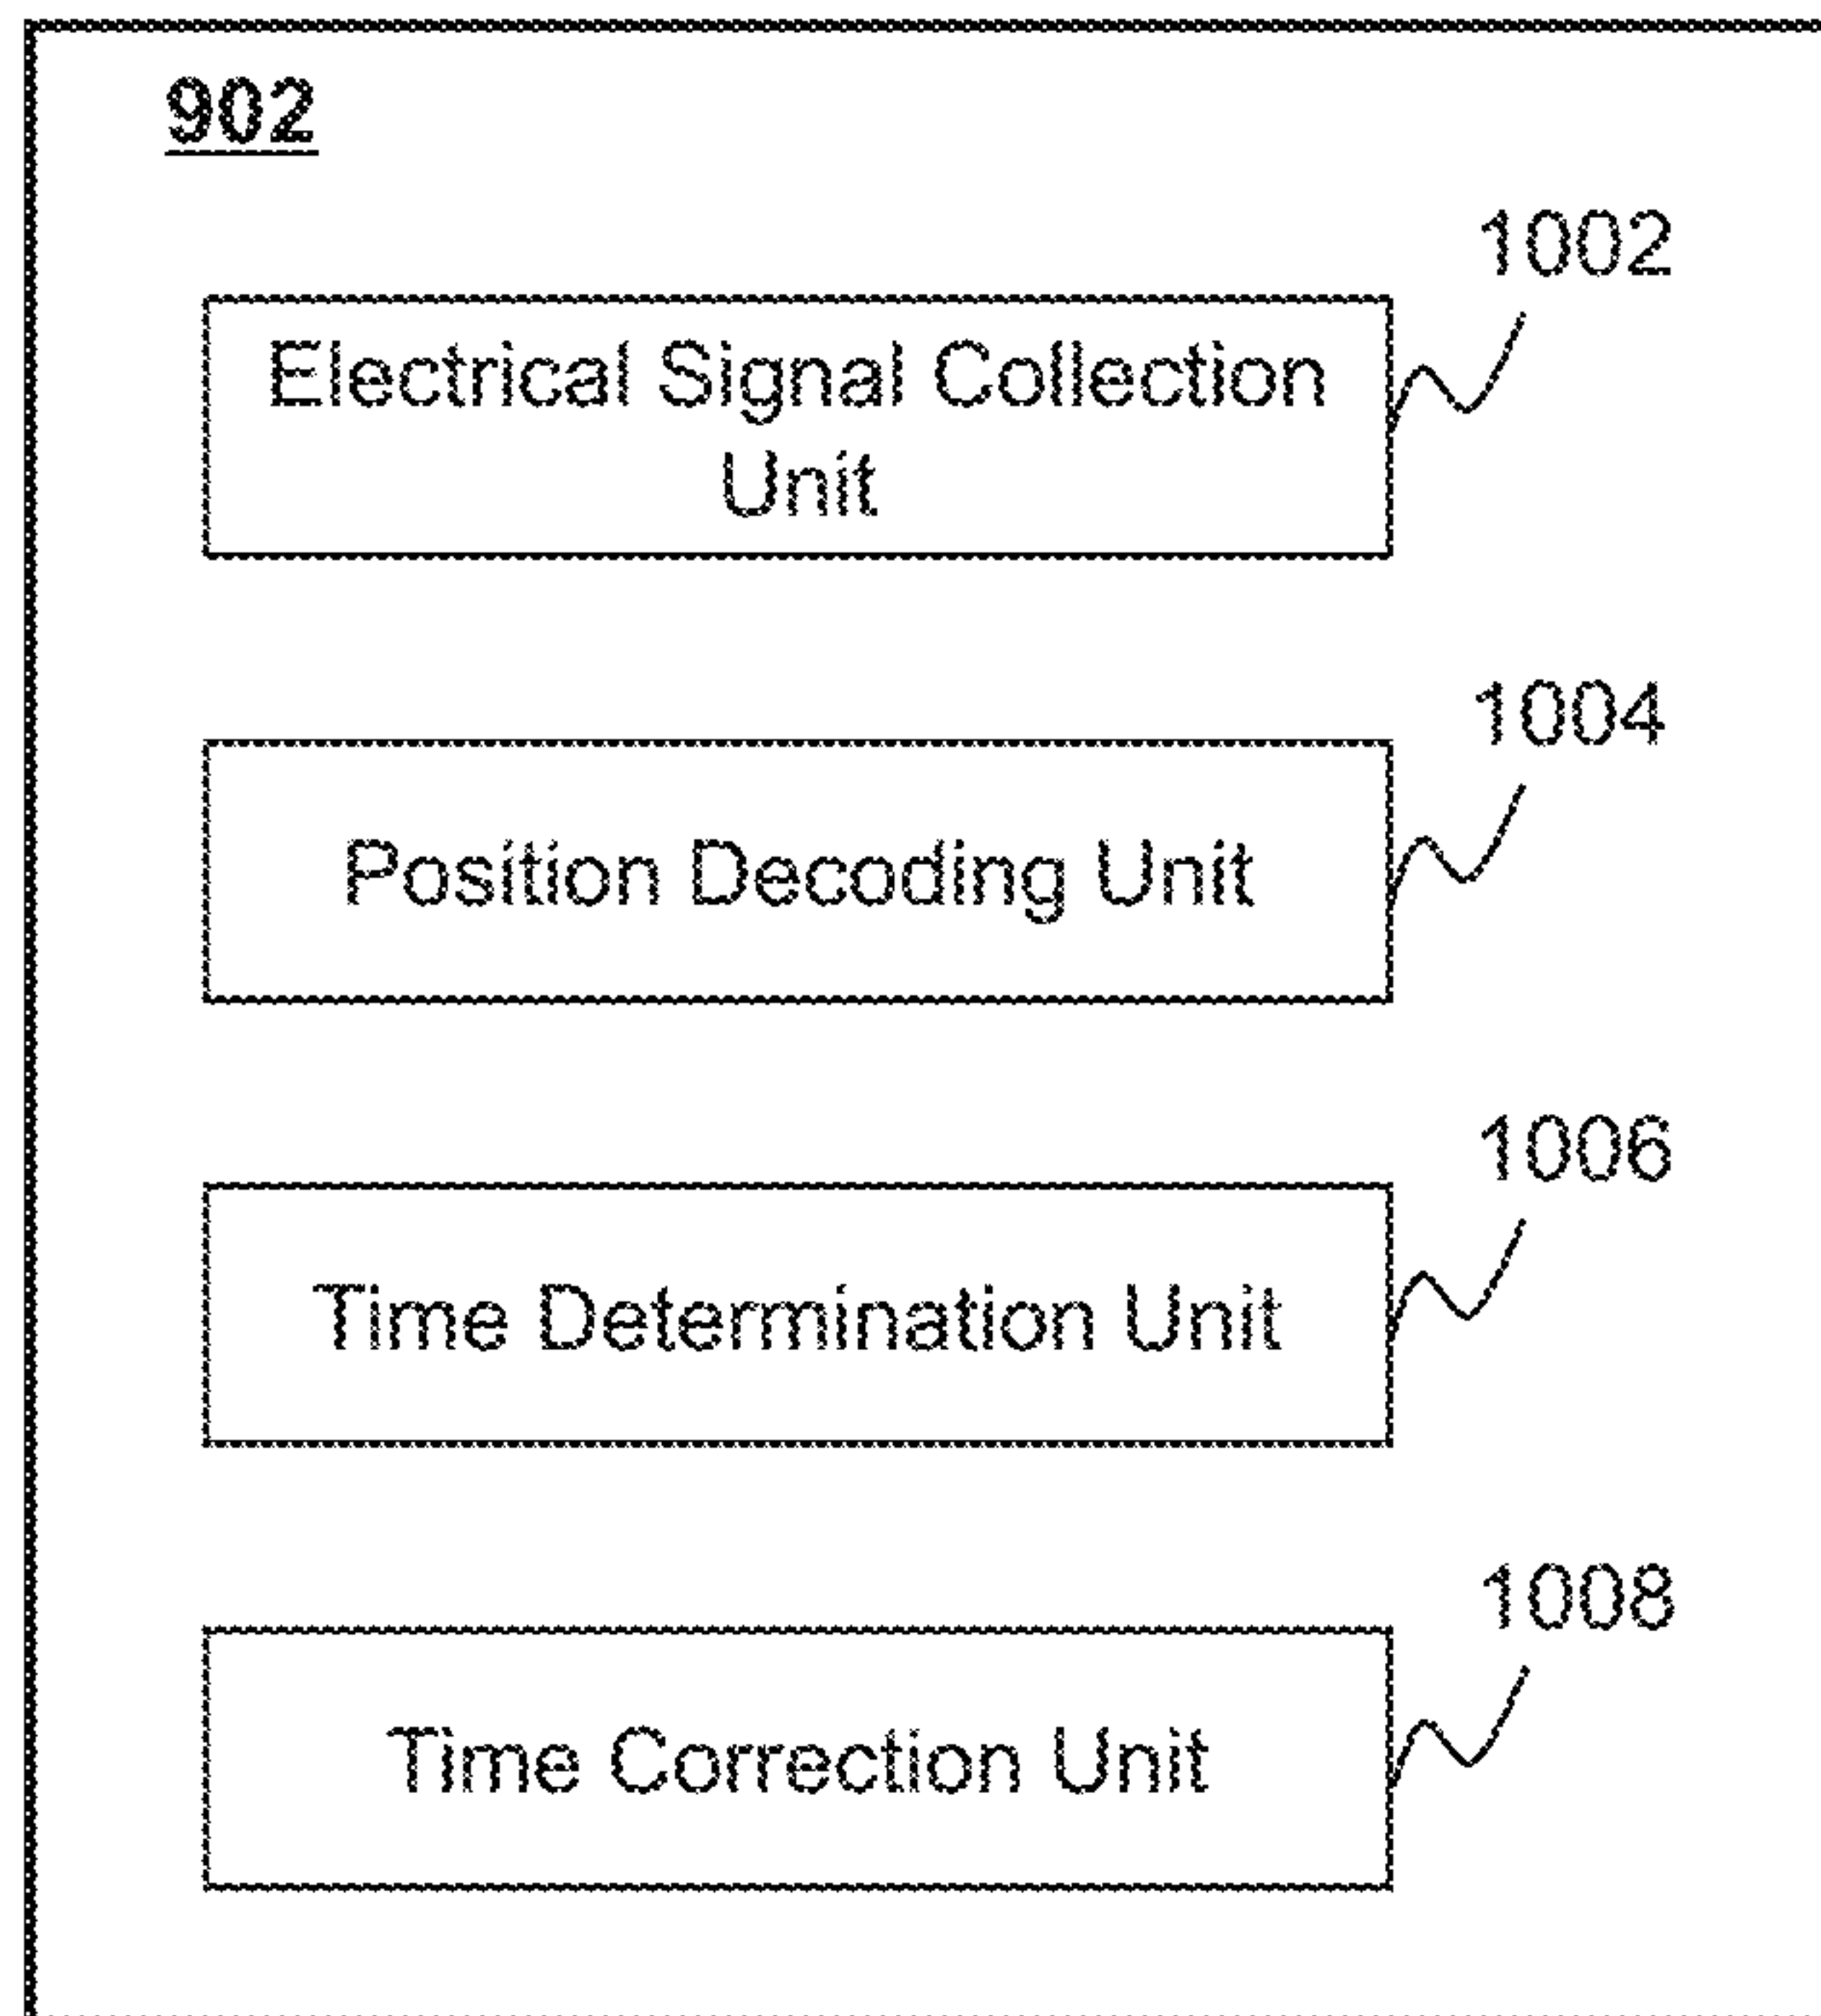 902
1002
Electrical Signal Collection
Unit
1004
Position Decoding Unit
1006
Time Determination Unit
1008
Time Correction Unit